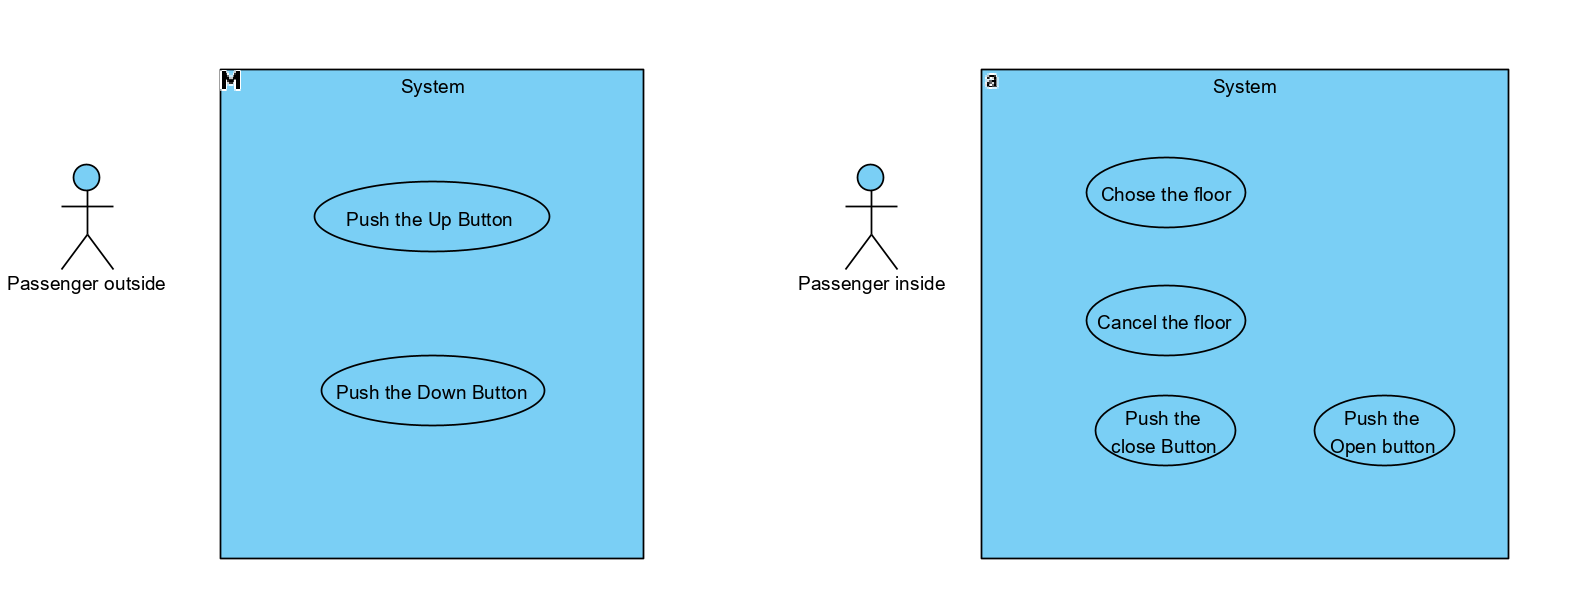 M
System
Push the Up Button
Push the Down Button
Passenger outside
a
System
Chose the floor
Cancel the floor
Push the
close Button
Push the
Open button
Passenger inside